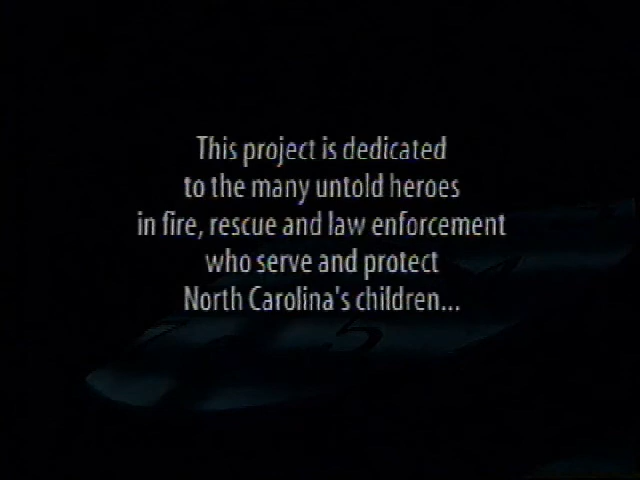 This project is dedicated
to the many untold heroes
in fire, rescue and law enforcement
who serve and protect
North Carolina's children...
5